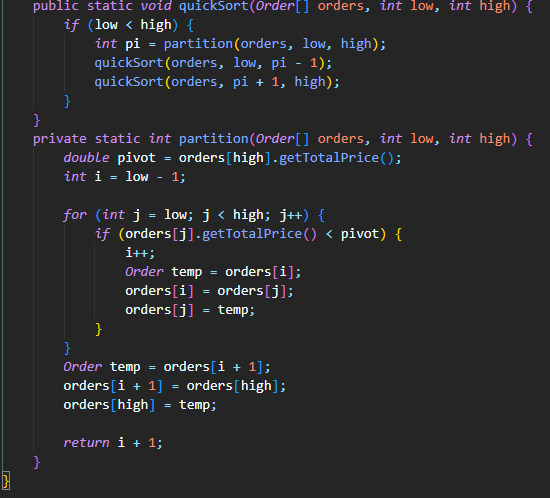 public static void quickSort(Order[] orders, int low, int high) {
if (low < high) {
int pi = partition(orders, low, high);
quickSort(orders, low, pi - 1);
quickSort(orders, pi + 1, high);
}
}
private static int partition(Order[] orders, int low, int high) {
double pivot = orders[high].getTotalPrice();
int i = low - 1;
for (int j = low; j < high; j++) {
if (orders[j].getTotalPrice() < pivot) {
i++;
Order temp = orders[i];
orders[i] = orders[j];
orders[j] = temp;
}
}
Order temp = orders[i + 1];
orders[i + 1] = orders[high];
orders[high] = temp;
return i + 1;
}
}